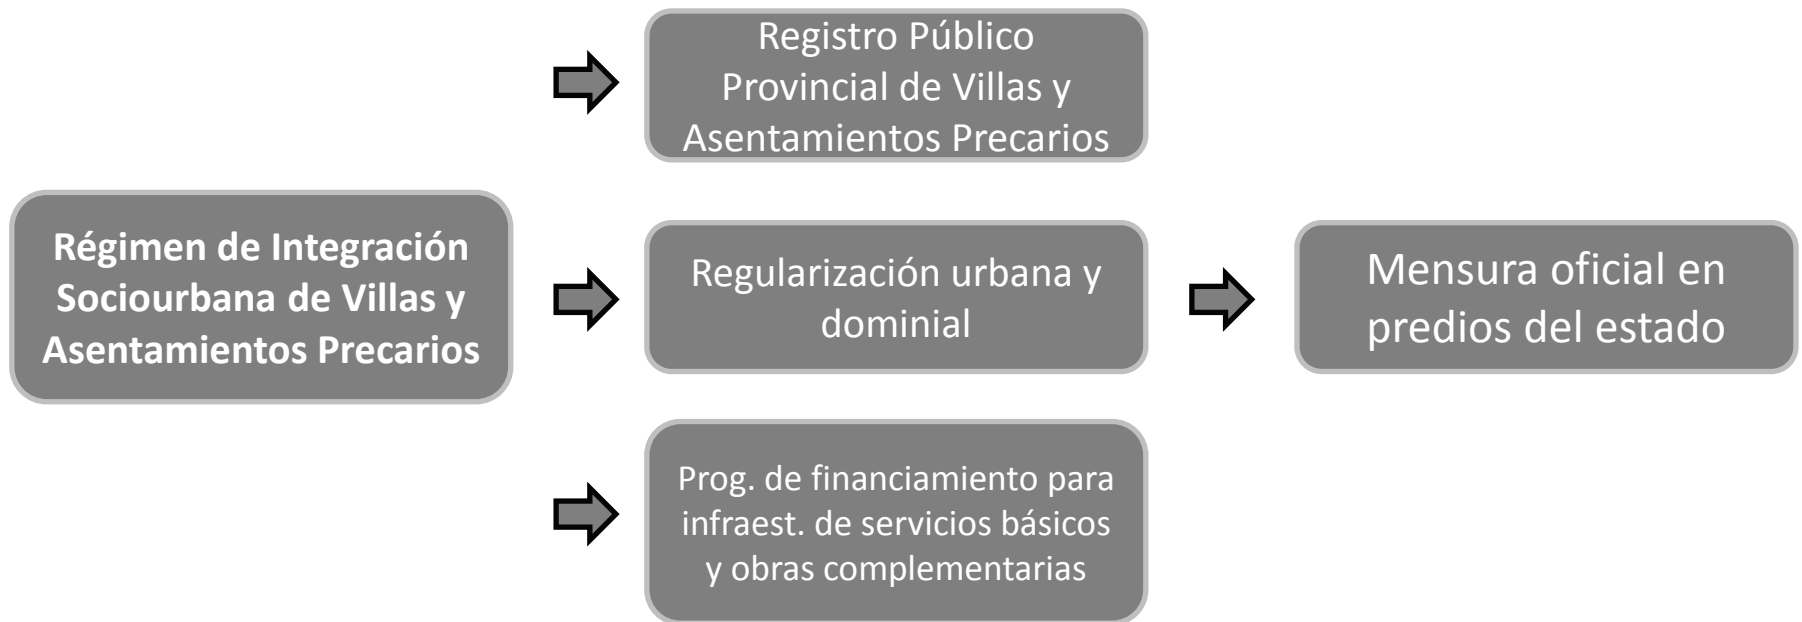 Registro Público
Provincial de Villas y
Asentamientos Precarios
Régimen de Integración
Sociourbana de Villas y
Asentamientos Precarios
Regularización urbana y
dominial
Mensura oficial en
predios del estado
Prog. de financiamiento para
infraest. de servicios básicos
y obras complementarias